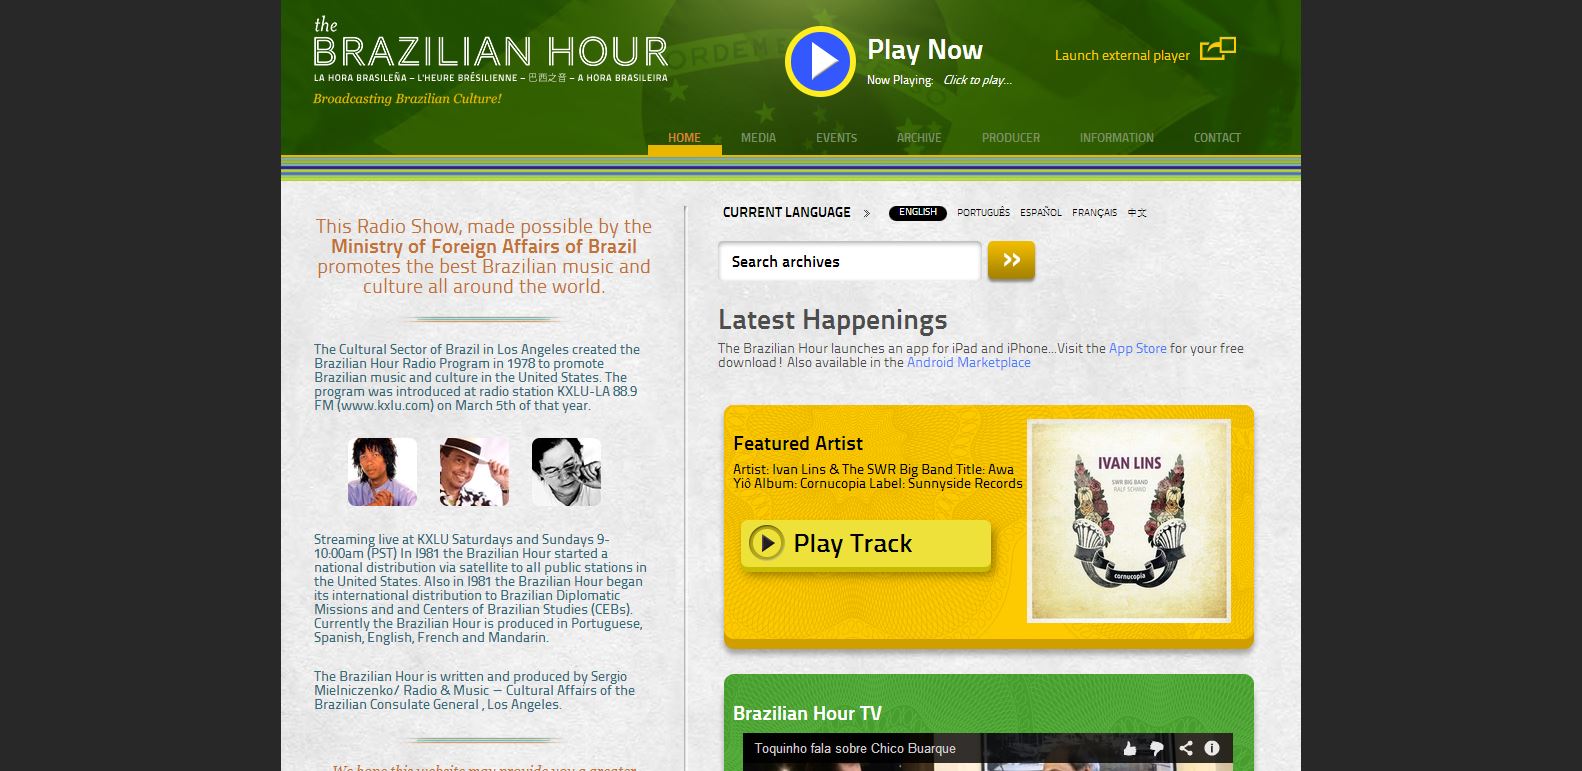 the
BRAZILIAN HOUR
LA HORA BRASILEÑA – L'HEURE BRÉSILIENNE – 巴西之音 – A HORA BRASILEIRA
Broadcasting Brazilian Culture!
ORDEM E
Play Now
Now Playing: Click to play...
Launch external player
HOME MEDIA EVENTS ARCHIVE PRODUCER INFORMATION CONTACT
This Radio Show, made possible by the
Ministry of Foreign Affairs of Brazil
promotes the best Brazilian music and
culture all around the world.
The Cultural Sector of Brazil in Los Angeles created the
Brazilian Hour Radio Program in 1978 to promote
Brazilian music and culture in the United States. The
program was introduced at radio station KXLU-LA 88.9
FM (www.kxlu.com) on March 5th of that year.
Streaming live at KXLU Saturdays and Sundays 9-
10:00am (PST) In I981 the Brazilian Hour started a
national distribution via satellite to all public stations in
the United States. Also in I981 the Brazilian Hour began
its international distribution to Brazilian Diplomatic
Missions and and Centers of Brazilian Studies (CEBs).
Currently the Brazilian Hour is produced in Portuguese,
Spanish, English, French and Mandarin.
The Brazilian Hour is written and produced by Sergio
Mielniczenko/ Radio & Music – Cultural Affairs of the
Brazilian Consulate General , Los Angeles.
We hope this website may provide you a greater
CURRENT LANGUAGE » ENGLISH PORTUGUÊS ESPAÑOL FRANÇAIS 中文
Search archives »
Latest Happenings
The Brazilian Hour launches an app for iPad and iPhone...Visit the App Store for your free
download! Also available in the Android Marketplace
Featured Artist
Artist: Ivan Lins & The SWR Big Band Title: Awa
Yiô Album: Cornucopia Label: Sunnyside Records
Play Track
IVAN LINS
SWR BIG BAND
RALF SCHMID
cornucopia
Brazilian Hour TV
Toquinho fala sobre Chico Buarque